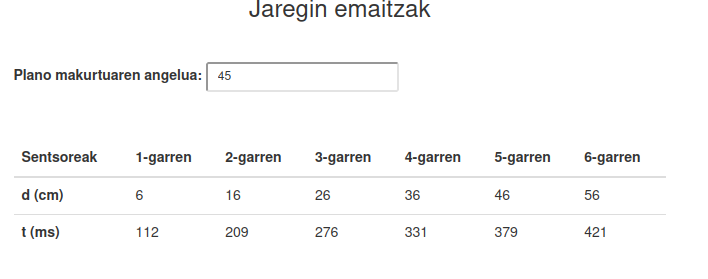 Jaregin emaitzak
Plano makurtuaren angelua: 45
Sentsoreak 1-garren 2-garren 3-garren 4-garren 5-garren 6-garren
d (cm) 6 16 26 36 46 56
t (ms) 112 209 276 331 379 421